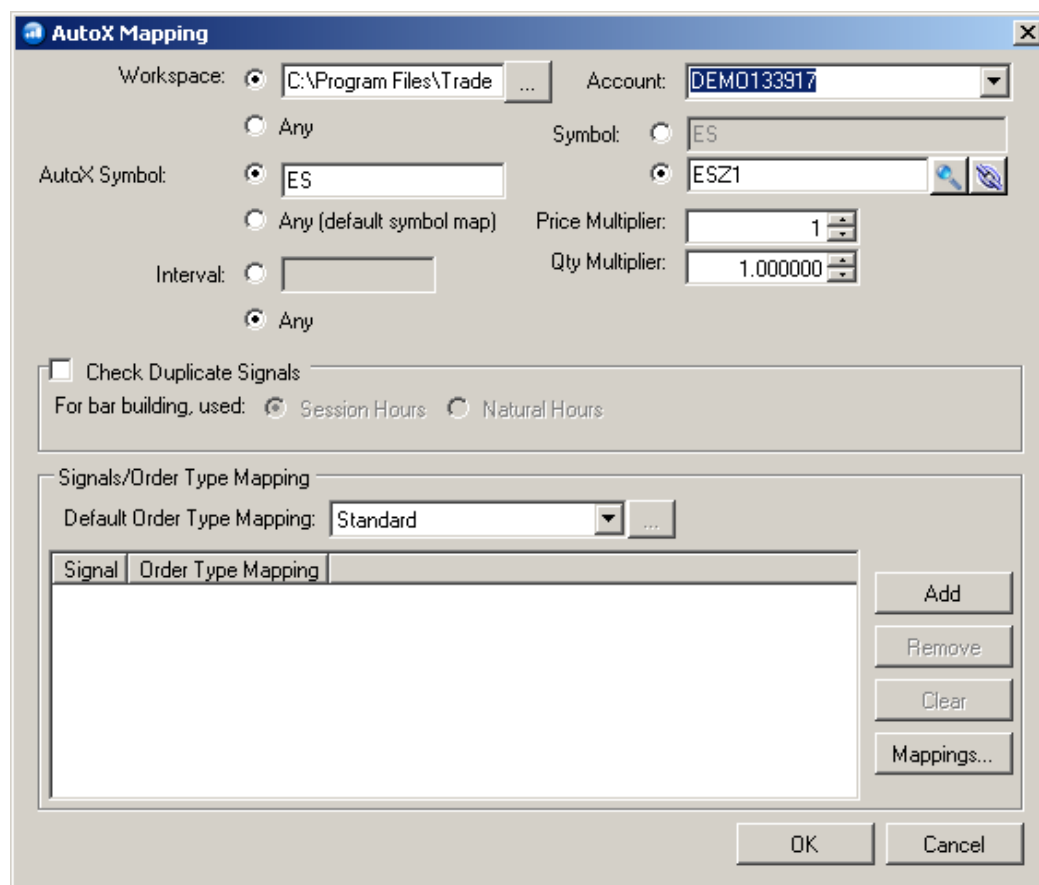 AutoX Mapping
Workspace: C:\Program Files\Trade ... Account: DEMO133917
Any Symbol: ES
AutoX Symbol: ES ESZ1
Any (default symbol map) Price Multiplier: 1
Interval: Qty Multiplier: 1.000000
Any
Check Duplicate Signals
For bar building, used: Session Hours Natural Hours
Signals/Order Type Mapping
Default Order Type Mapping: Standard ...
Signal Order Type Mapping
Add
Remove
Clear
Mappings...
OK Cancel